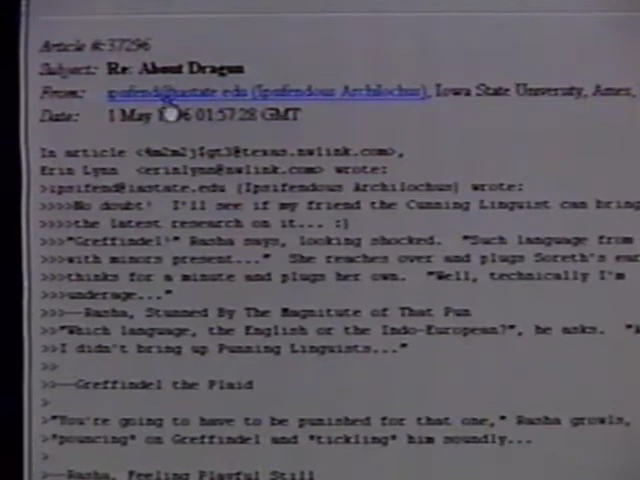 Article #: 37296
Subject: Re: About Dragon
From: ipsifend@iastate.edu (Ipsifendous Archilochus), Iowa State University, Ames,
Date: 1 May 1996 01:57:28 GMT
In article
Erin Lynn <erinlynn@nwlink.com> wrote:
>ipsifend@iastate.edu (Ipsifendous Archilochus) wrote:
>>>>No doubt! I'll see if my friend the Cunning Linguist can bring
>>>>the latest research on it... :)
>>>"Greffindel!" Rasha says, looking shocked. "Such language from
>>>with minors present..." She reaches over and plugs Soreth's ear
>>>thinks for a minute and plugs her own. "Well, technically I'm
>>>underage..."
>>>--Rasha, Stunned By The Magnitute of That Pun
>>"Which language, the English or the Indo-European?", he asks.
>>I didn't bring up Punning Linguists..."
>>
>>--Greffindel the Plaid
>
>"You're going to have to be punished for that one," Rasha growls,
>*pouncing* on Greffindel and *tickling* him soundly...
>
>--Rasha, Feeling Playful Still